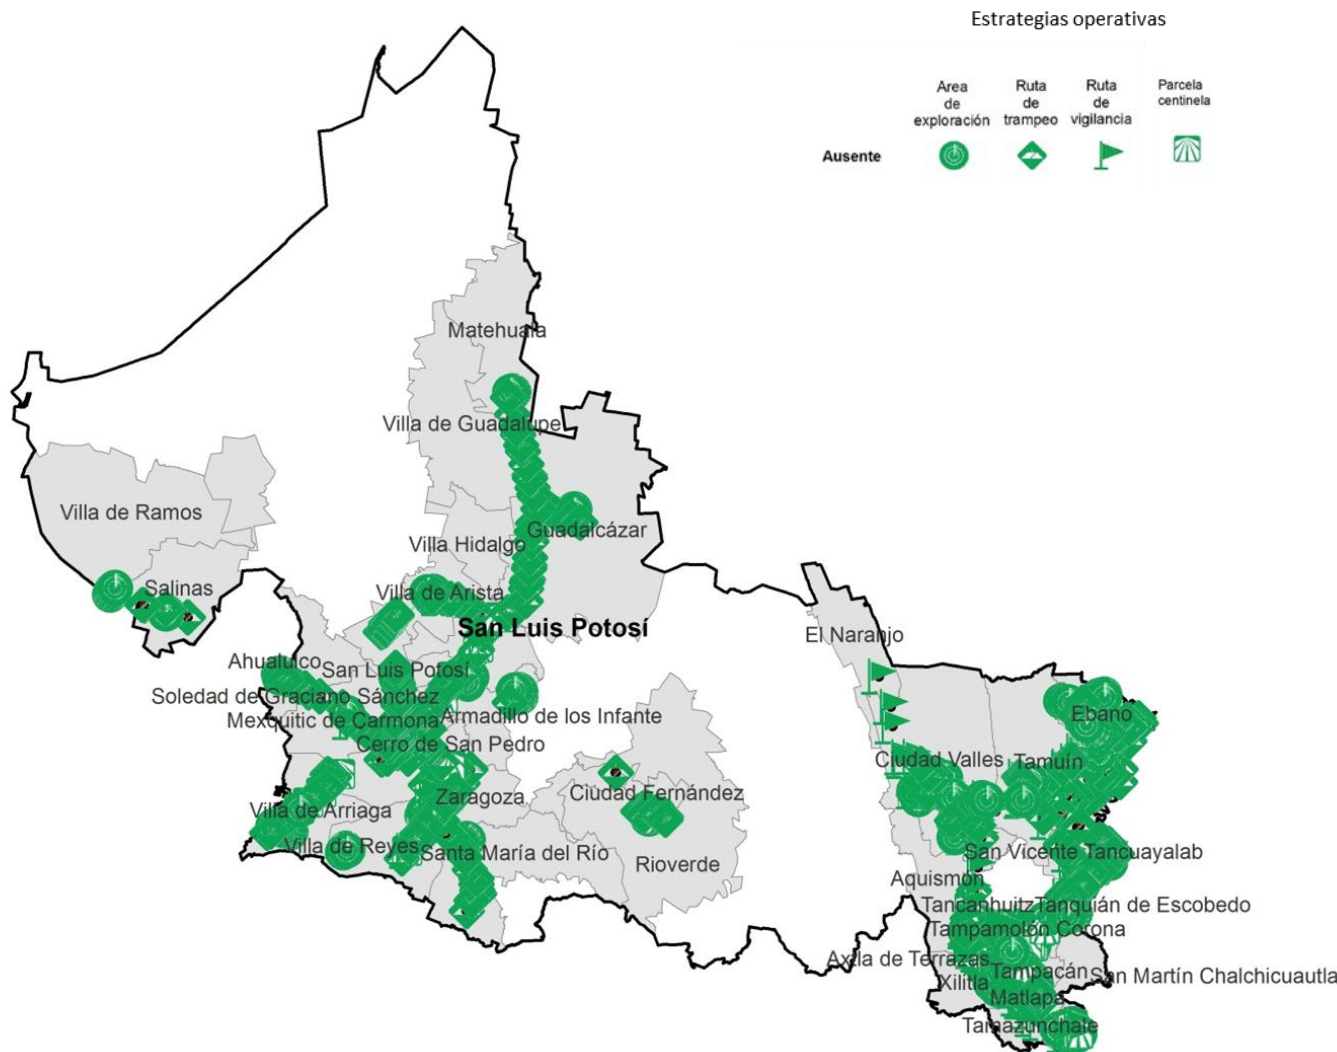 Estrategias operativas
Area
de
exploración
Ruta
de
trampeo
Ruta
de
vigilancia
Parcela
centinela
Ausente
Matehuala
Villa de Guadalupe
Villa de Ramos
Guadalcázar
Villa Hidalgo
Salinas
Villa de Arista
San Luis Potosí
El Naranjo
Ahualulco
San Luis Potosí
Soledad de Graciano Sánchez
Mexquitic de Carmona
Armadillo de los Infante
Ebano
Cerro de San Pedro
Ciudad Valles
Tamuín
Ciudad Fernández
Zaragoza
Villa de Arriaga
Villa de Reyes
Santa María del Río
Rioverde
San Vicente Tancuayalab
Aquismón
Tancanhuitz
Tanquián de Escobedo
Tampamolón Corona
Axtla de Terrazas
Tampacán
San Martín Chalchicuautla
Xilitla
Matlapa
Tamazunchale